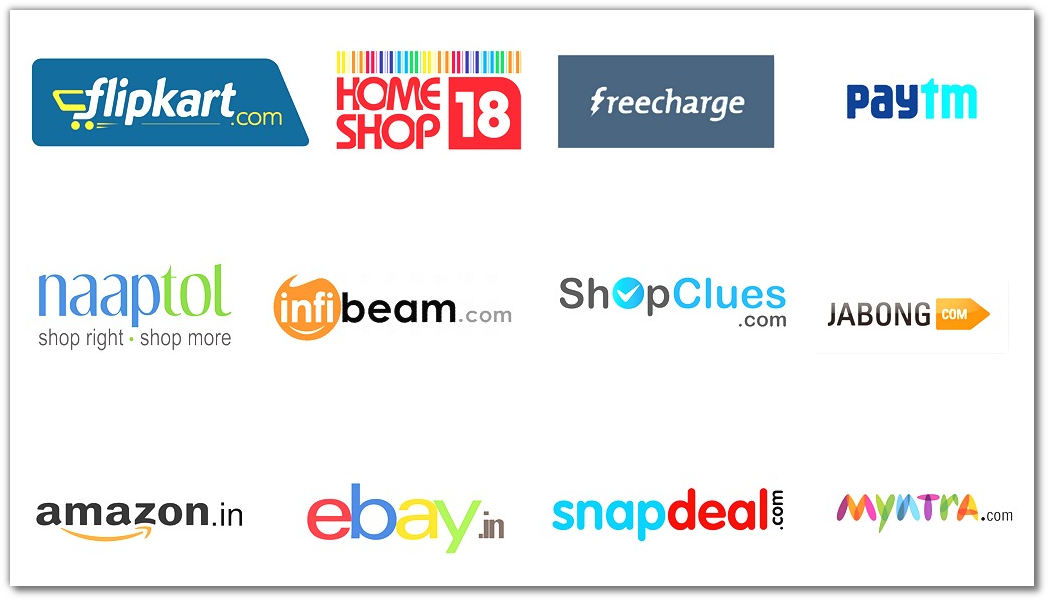 flipkart.com
HOME SHOP 18
freecharge
paytm
naaptol
shop right · shop more
infibeam.com
ShopClues.com
JABONG COM
amazon.in
ebay.in
snapdeal.com
myntra.com